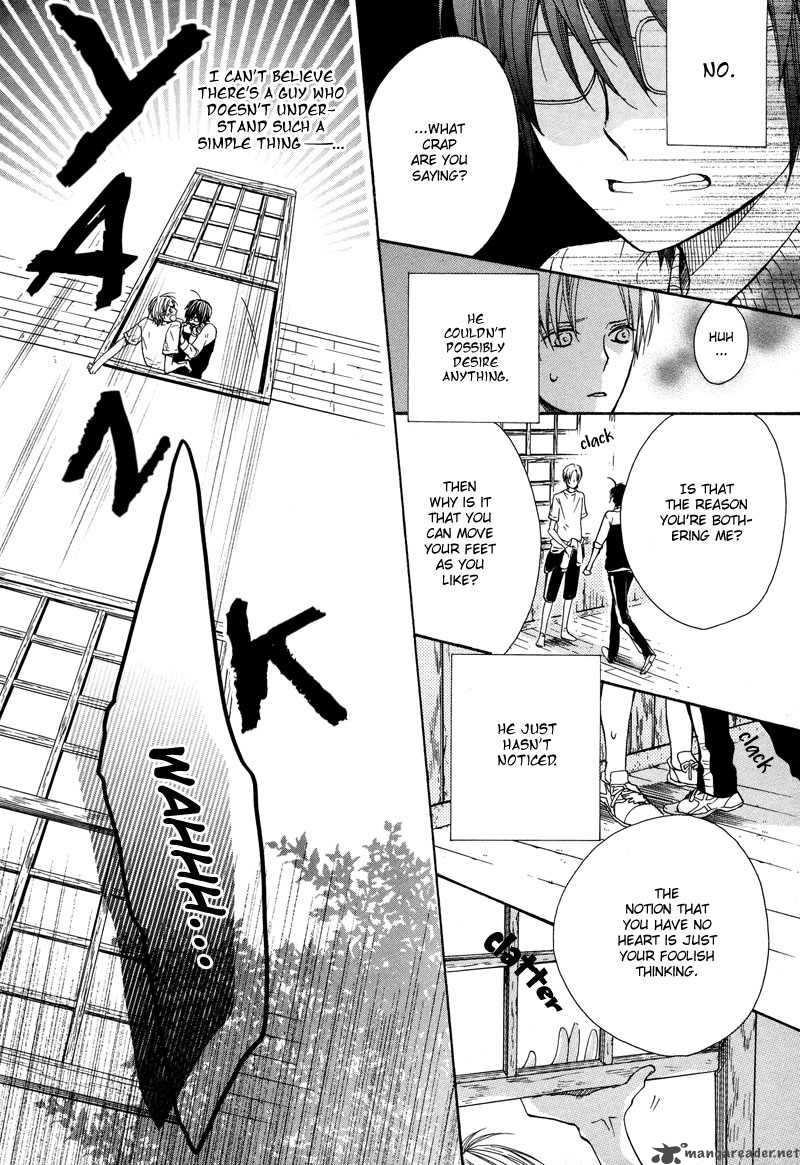 NO.
...WHAT
CRAP
ARE YOU
SAYING?
HUH
...
HE
COULDN'T
POSSIBLY
DESIRE
ANYTHING.
clack
IS THAT
THE REASON
YOU'RE BOTH-
ERING ME?
THEN
WHY IS IT
THAT YOU
CAN MOVE
YOUR FEET
AS YOU
LIKE?
HE JUST
HASN'T
NOTICED.
clack
THE
NOTION THAT
YOU HAVE NO
HEART IS JUST
YOUR FOOLISH
THINKING.
clatter
I CAN'T BELIEVE
THERE'S A GUY WHO
DOESN'T UNDER-
STAND SUCH A
SIMPLE THING——...
YANK
WAHHH...
mangareader.net